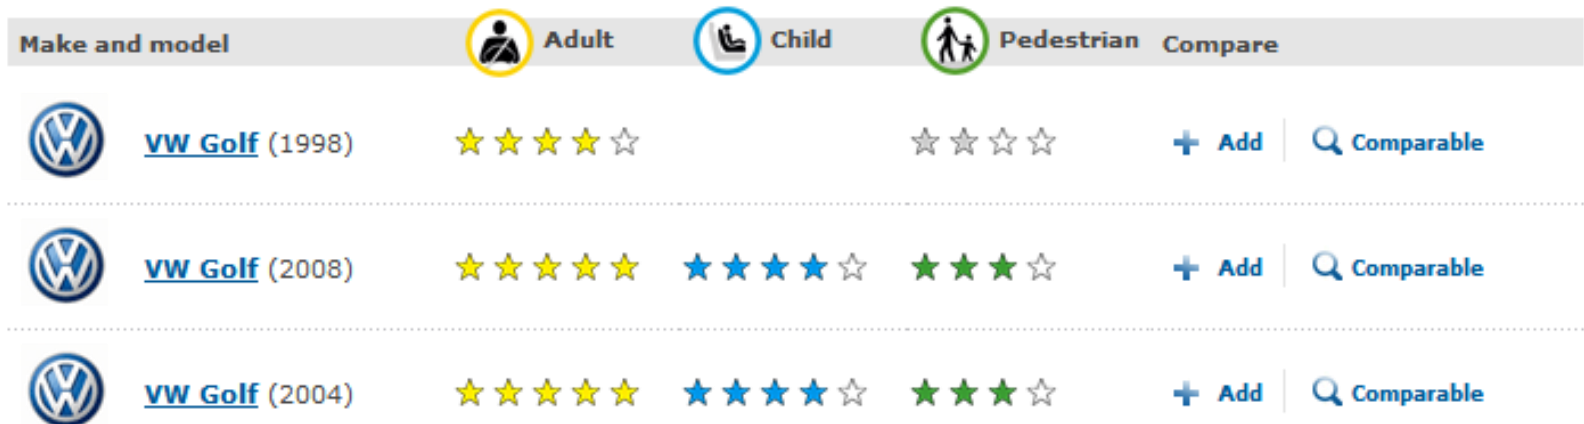 Make and model Adult Child Pedestrian Compare
VW Golf (1998) Add Comparable
VW Golf (2008) Add Comparable
VW Golf (2004) Add Comparable